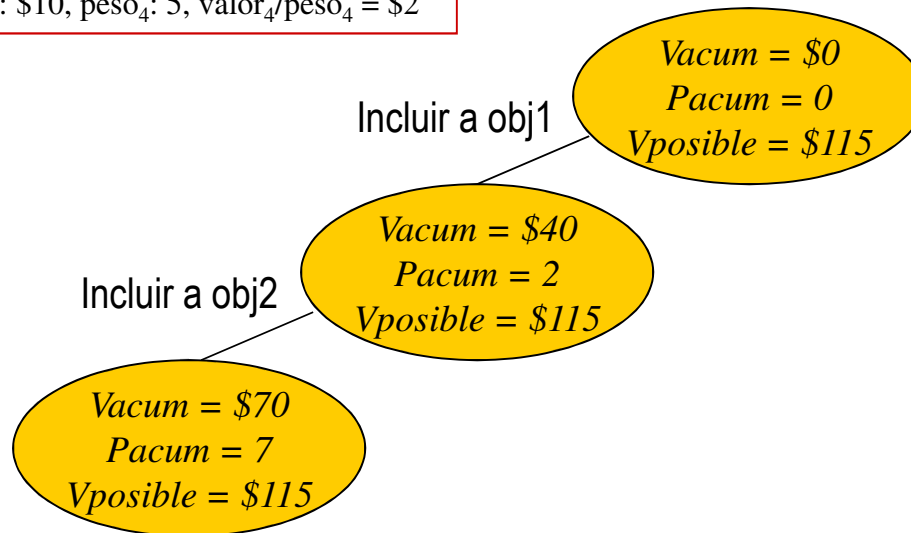 : $10, peso₄: 5, valor₄/peso₄ = $2
Vacum = $0
Pacum = 0
Vposible = $115
Incluir a obj1
Vacum = $40
Pacum = 2
Vposible = $115
Incluir a obj2
Vacum = $70
Pacum = 7
Vposible = $115